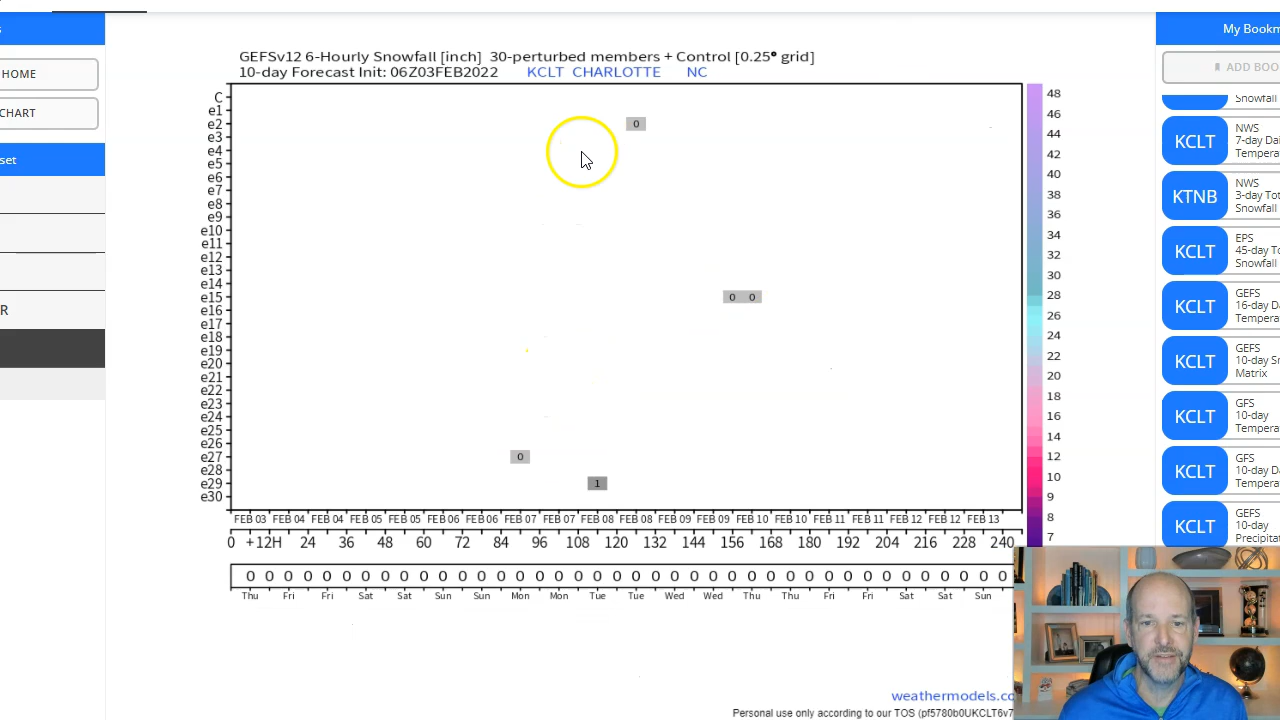 s
My Bookm
HOME
CHART
set
R
GEFSv12 6-Hourly Snowfall [inch] 30-perturbed members + Control [0.25° grid]
10-day Forecast Init: 06Z03FEB2022 KCLT CHARLOTTE NC
C
e1
e2
e3
e4
e5
e6
e7
e8
e9
e10
e11
e12
e13
e14
e15
e16
e17
e18
e19
e20
e21
e22
e23
e24
e25
e26
e27
e28
e29
e30
0
0 0
0
1
FEB 03 FEB 04 FEB 04 FEB 05 FEB 05 FEB 06 FEB 06 FEB 07 FEB 07 FEB 08 FEB 08 FEB 09 FEB 09 FEB 10 FEB 10 FEB 11 FEB 11 FEB 12 FEB 12 FEB 13
0 +12H 24 36 48 60 72 84 96 108 120 132 144 156 168 180 192 204 216 228 240
0 0 0 0 0 0 0 0 0 0 0 0 0 0 0 0 0 0 0 0 0 0 0 0 0 0 0 0 0 0 0 0 0 0 0 0 0 0 0 0
Thu Fri Fri Sat Sat Sun Sun Mon Mon Tue Tue Wed Wed Thu Thu Fri Fri Sat Sat Sun
48
46
44
42
40
38
36
34
32
30
28
26
24
22
20
18
16
14
12
10
9
8
7
ADD BOO
Snowfall
KCLT
NWS
7-day Dai
Tempera
KTNB
NWS
3-day Tot
Snowfall
KCLT
EPS
45-day To
Snowfall
KCLT
GEFS
16-day Da
Temperat
KCLT
GEFS
10-day Sn
Matrix
KCLT
GFS
10-day
Temperat
KCLT
GFS
10-day Da
Temperat
KCLT
GEFS
10-day
Precipitat
weathermodels.co
Personal use only according to our TOS (pf5780b0UKCLT6v7